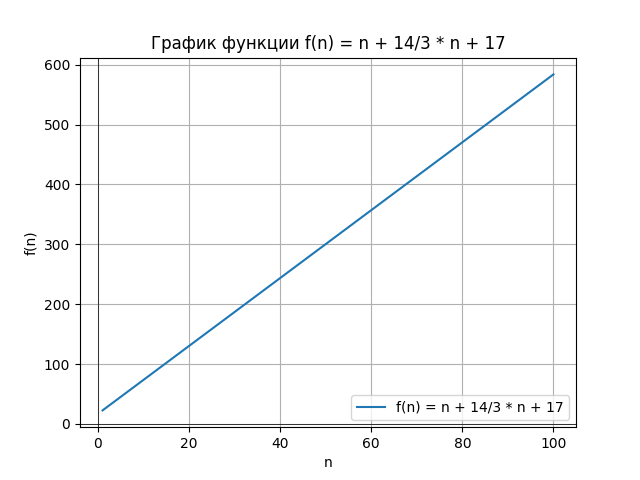 График функции f(n) = n + 14/3 * n + 17
600
500
400
300
200
100
0
f(n)
f(n) = n + 14/3 * n + 17
0 20 40 60 80 100
n